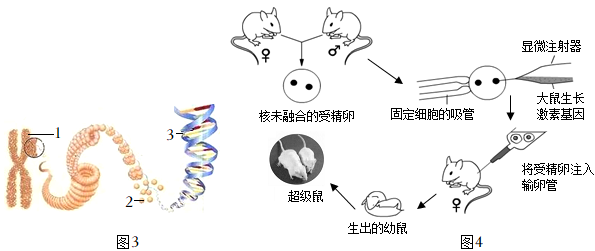 1
2
3
图3
♀
♂
核未融合的受精卵
显微注射器
固定细胞的吸管
大鼠生长
激素基因
将受精卵注入
输卵管
♀
超级鼠
生出的幼鼠
图4